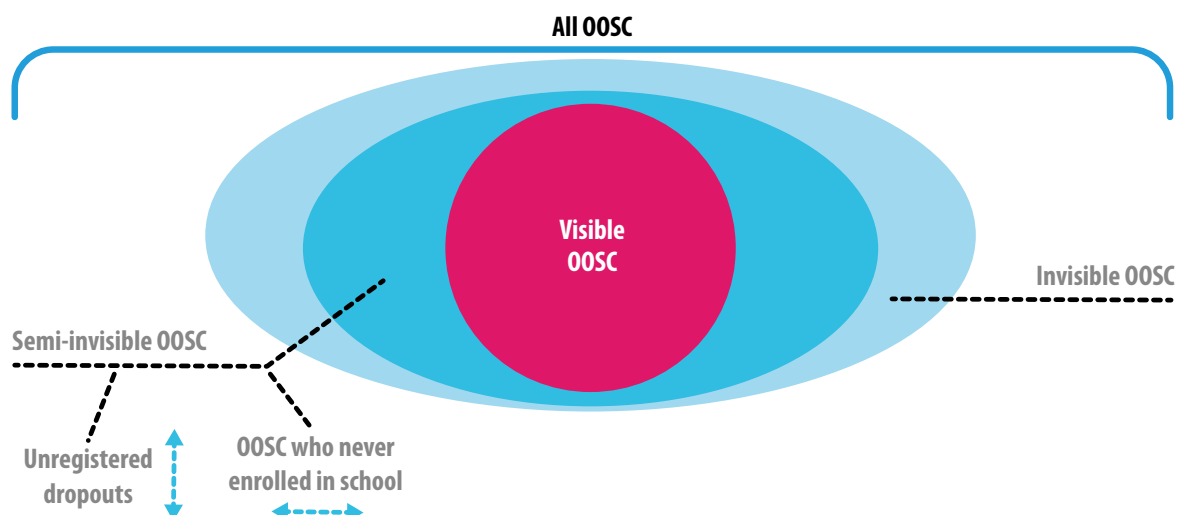 All OOSC
Visible
OOSC
Invisible OOSC
Semi-invisible OOSC
Unregistered
dropouts
OOSC who never
enrolled in school